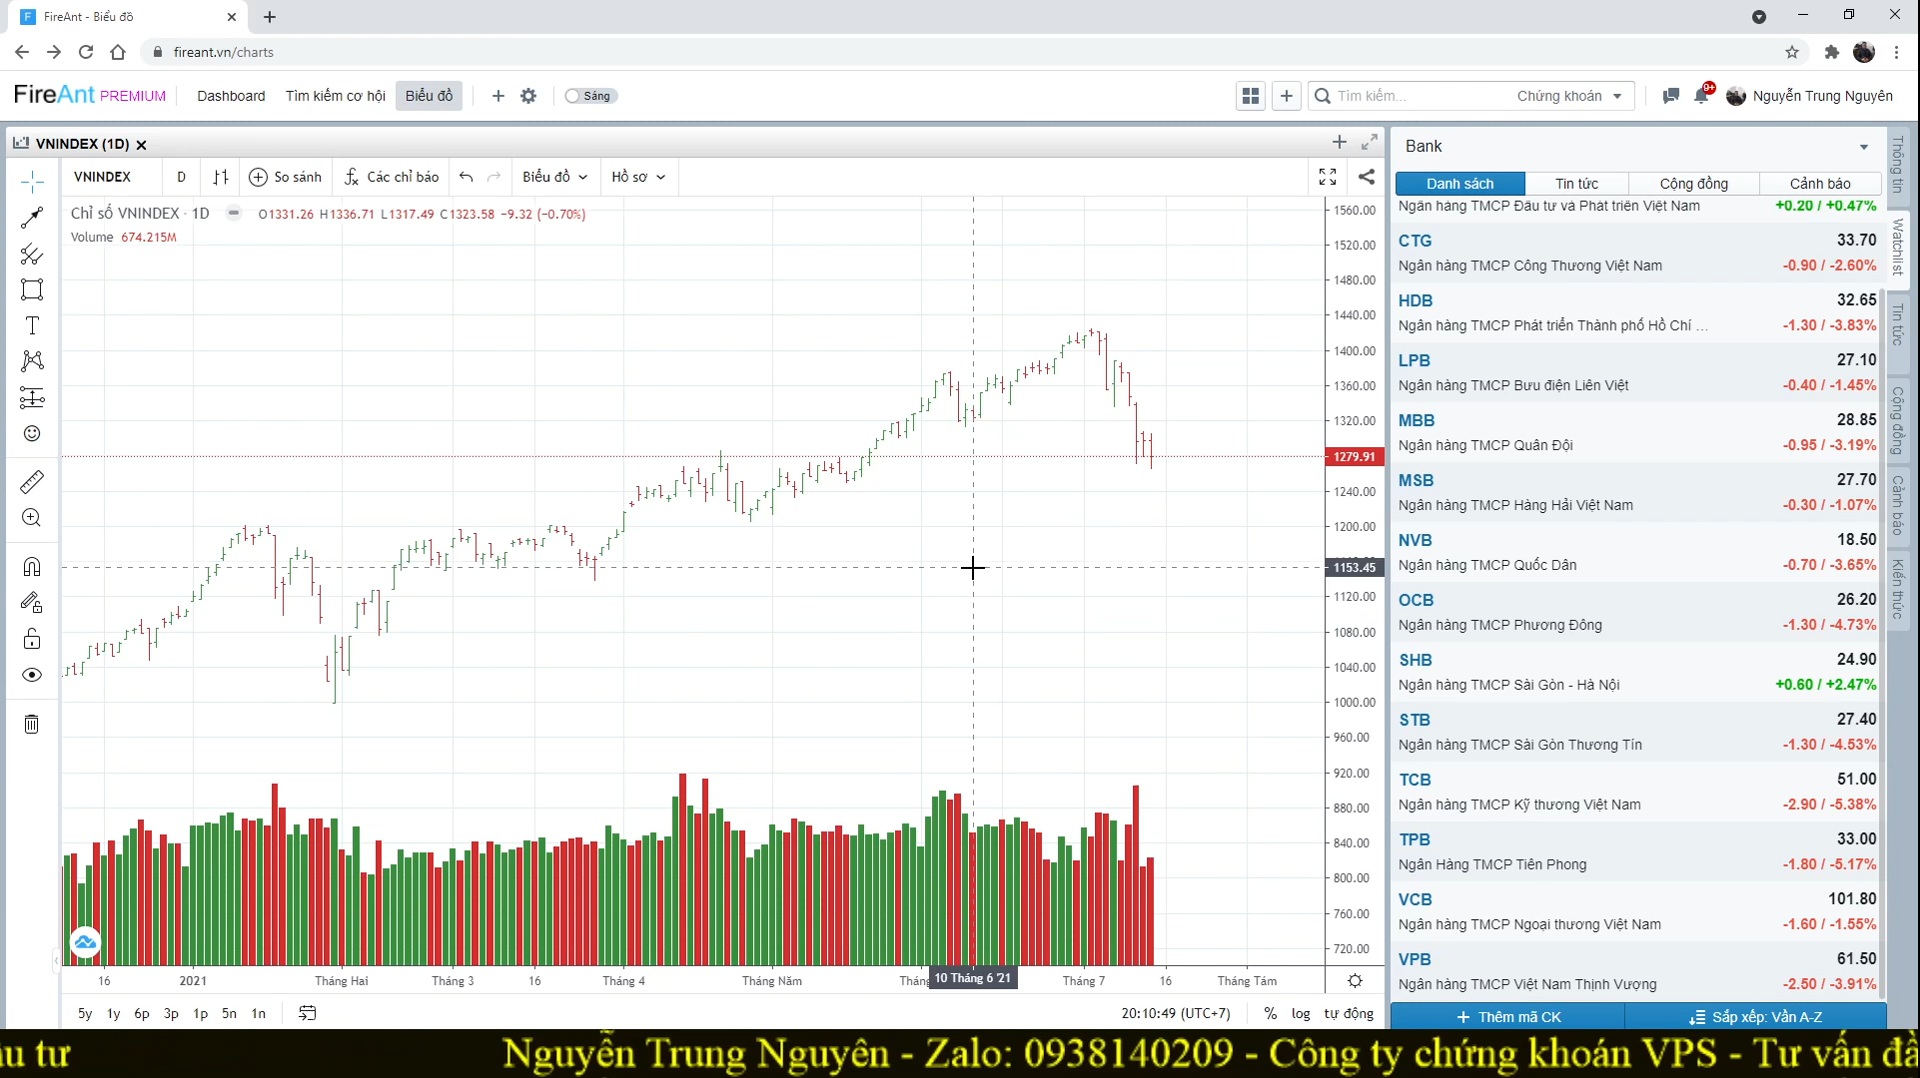 FireAnt - Biểu đồ
fireant.vn/charts
FireAnt PREMIUM
Dashboard
Tìm kiếm cơ hội
Biểu đồ
Sáng
Tìm kiếm...
Chứng khoán
9+
Nguyễn Trung Nguyên
VNINDEX (1D)
VNINDEX
D
So sánh
Các chỉ báo
Biểu đồ
Hồ sơ
Chỉ số VNINDEX · 1D
O1331.26 H1336.71 L1317.49 C1323.58 -9.32 (-0.70%)
Volume 674.215M
1560.00
1520.00
1480.00
1440.00
1400.00
1360.00
1320.00
1279.91
1240.00
1200.00
1153.45
1120.00
1080.00
1040.00
1000.00
960.00
920.00
880.00
840.00
800.00
760.00
720.00
16
2021
Tháng Hai
Tháng 3
16
Tháng 4
Tháng Năm
10 Tháng 6 '21
Tháng 7
16
Tháng Tám
5y 1y 6p 3p 1p 5n 1n
20:10:49 (UTC+7)
% log tự động
Bank
Danh sách
Tin tức
Cộng đồng
Cảnh báo
Ngân hàng TMCP Đầu tư và Phát triển Việt Nam +0.20 / +0.47%
CTG 33.70
Ngân hàng TMCP Công Thương Việt Nam -0.90 / -2.60%
HDB 32.65
Ngân hàng TMCP Phát triển Thành phố Hồ Chí ... -1.30 / -3.83%
LPB 27.10
Ngân hàng TMCP Bưu điện Liên Việt -0.40 / -1.45%
MBB 28.85
Ngân hàng TMCP Quân Đội -0.95 / -3.19%
MSB 27.70
Ngân hàng TMCP Hàng Hải Việt Nam -0.30 / -1.07%
NVB 18.50
Ngân hàng TMCP Quốc Dân -0.70 / -3.65%
OCB 26.20
Ngân hàng TMCP Phương Đông -1.30 / -4.73%
SHB 24.90
Ngân hàng TMCP Sài Gòn - Hà Nội +0.60 / +2.47%
STB 27.40
Ngân hàng TMCP Sài Gòn Thương Tín -1.30 / -4.53%
TCB 51.00
Ngân hàng TMCP Kỹ thương Việt Nam -2.90 / -5.38%
TPB 33.00
Ngân Hàng TMCP Tiên Phong -1.80 / -5.17%
VCB 101.80
Ngân hàng TMCP Ngoại thương Việt Nam -1.60 / -1.55%
VPB 61.50
Ngân hàng TMCP Việt Nam Thịnh Vượng -2.50 / -3.91%
Thêm mã CK
Sắp xếp: Vần A-Z
Thông tin
Watchlist
Tin tức
Cộng đồng
Cảnh báo
Kiến thức
tư Nguyễn Trung Nguyên - Zalo: 0938140209 - Công ty chứng khoán VPS - Tư vấn